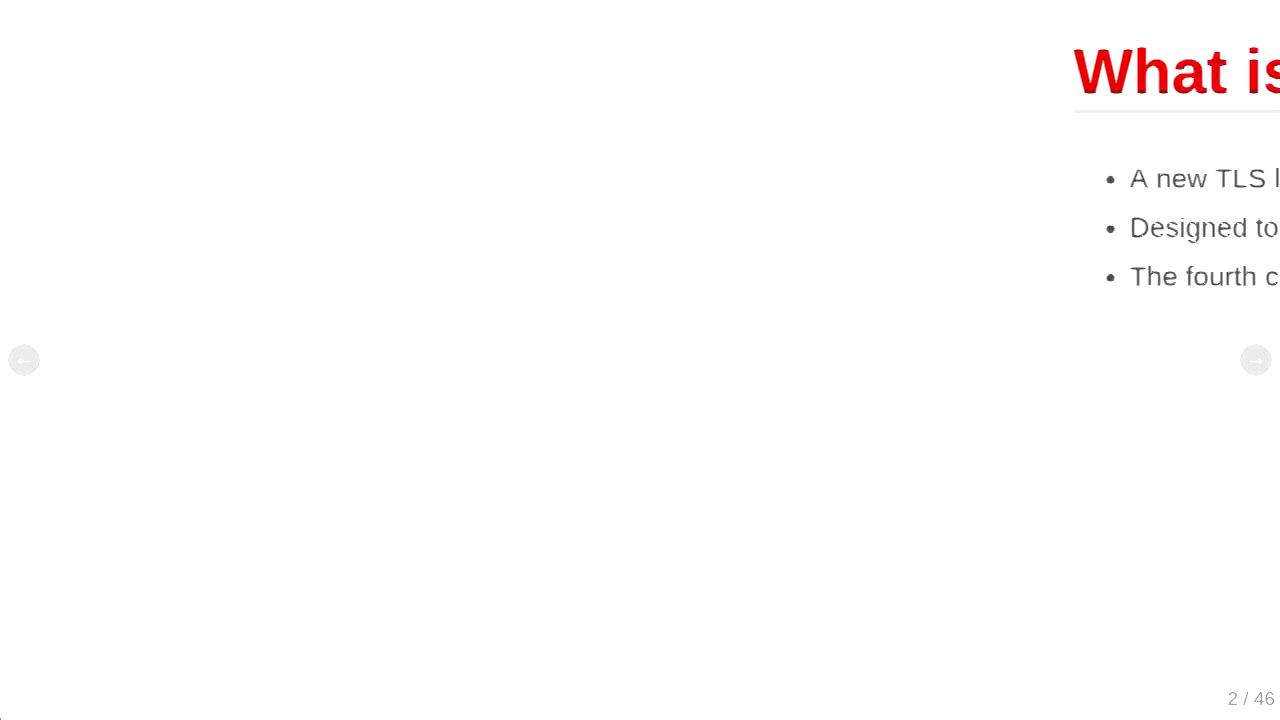 What is
A new TLS l
Designed to
The fourth c
←
→
2 / 46